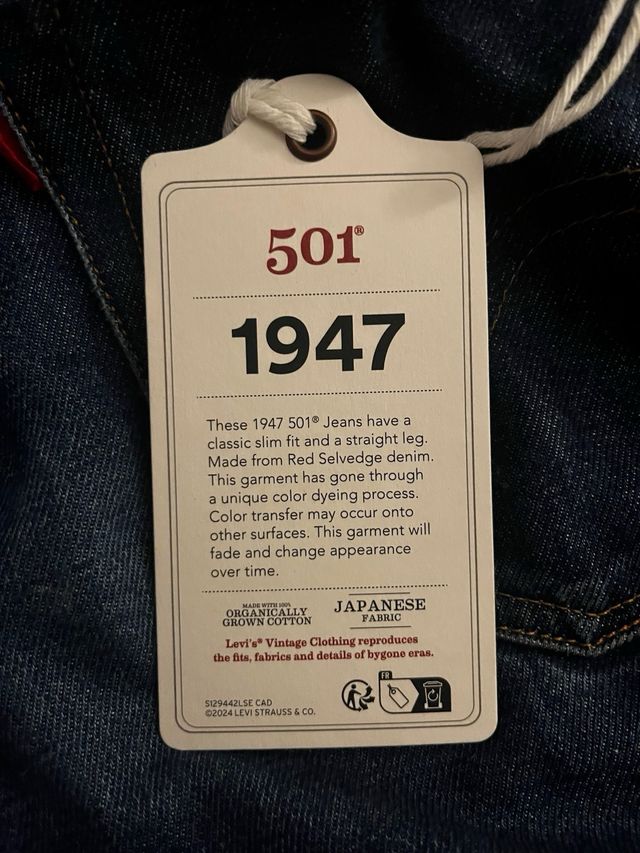 501®
1947
These 1947 501® Jeans have a
classic slim fit and a straight leg.
Made from Red Selvedge denim.
This garment has gone through
a unique color dyeing process.
Color transfer may occur onto
other surfaces. This garment will
fade and change appearance
over time.
MADE WITH 100%
ORGANICALLY
GROWN COTTON
JAPANESE
FABRIC
Levi's® Vintage Clothing reproduces
the fits, fabrics and details of bygone eras.
FR
S129442LSE CAD
©2024 LEVI STRAUSS & CO.